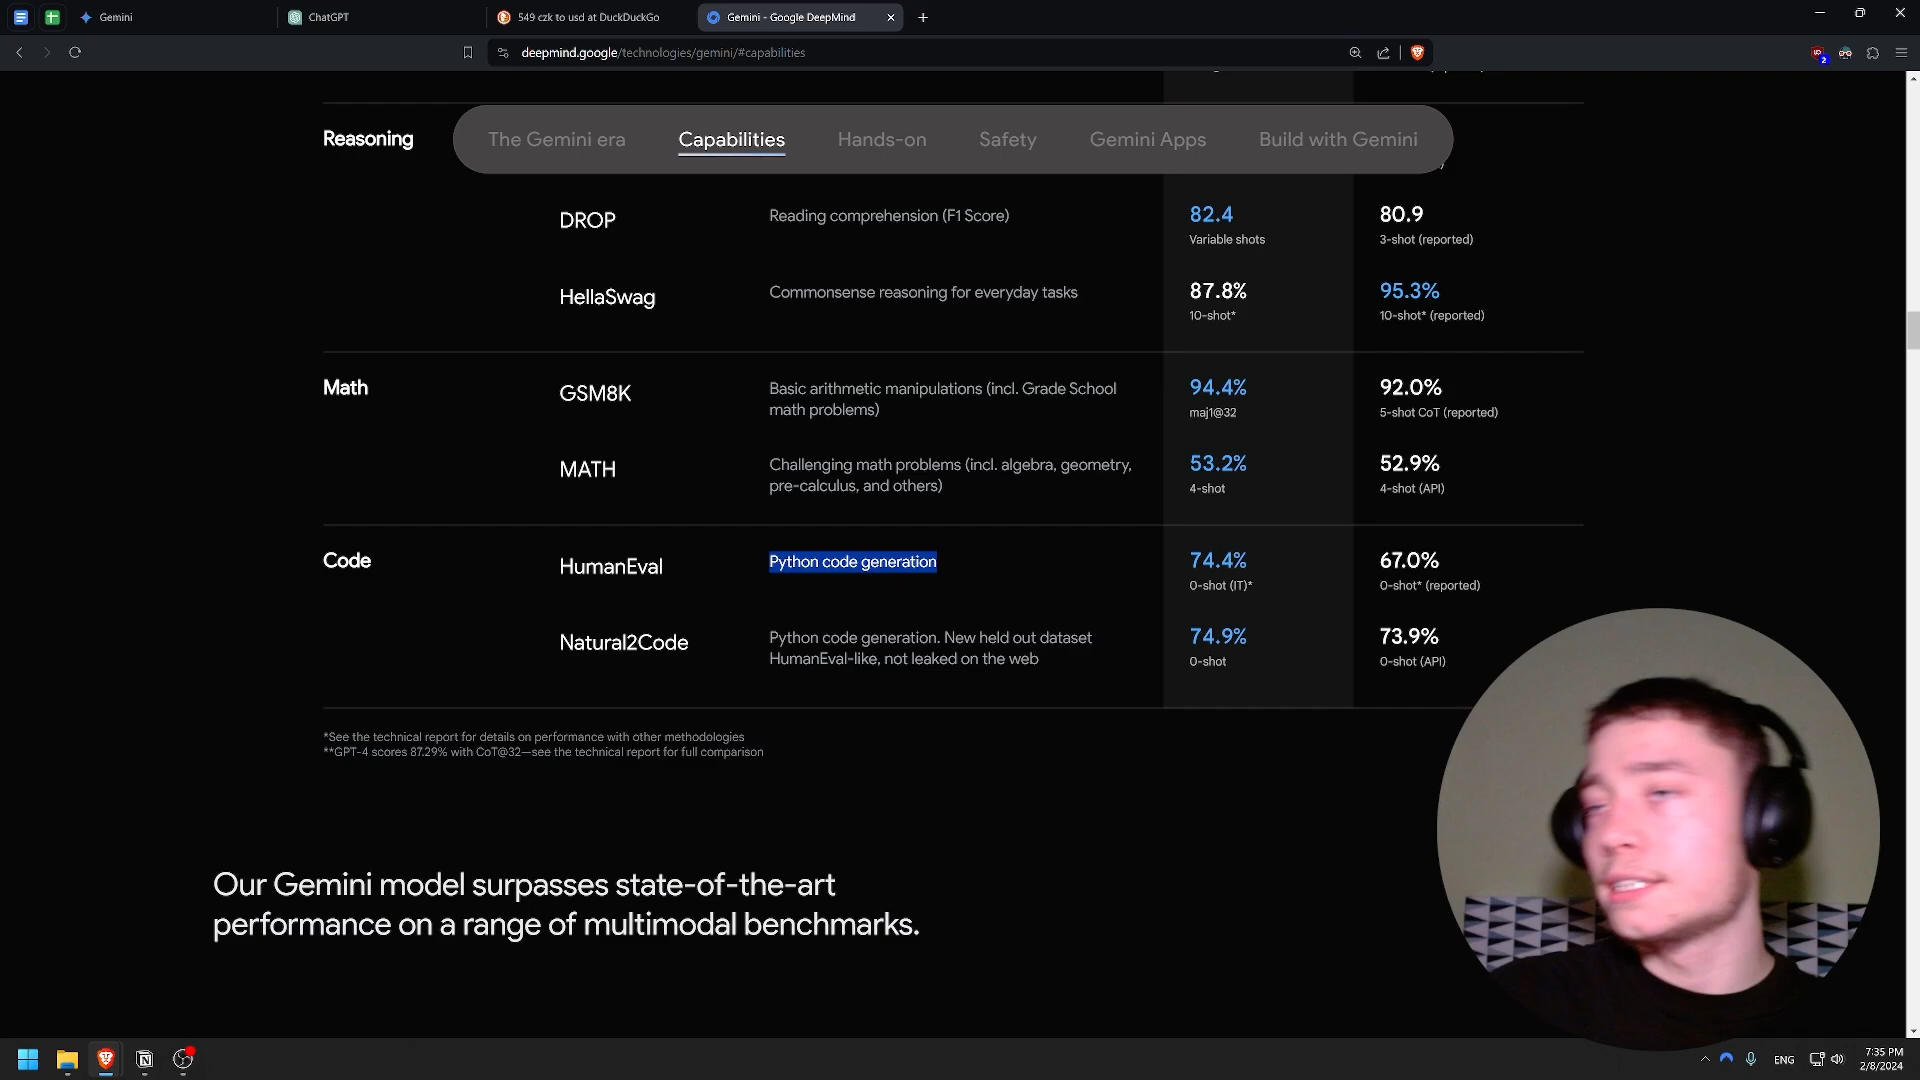 Gemini
ChatGPT
549 czk to usd at DuckDuckGo
Gemini - Google DeepMind
deepmind.google/technologies/gemini/#capabilities
2
Reasoning
The Gemini era
Capabilities
Hands-on
Safety
Gemini Apps
Build with Gemini
DROP
Reading comprehension (F1 Score)
82.4
Variable shots
80.9
3-shot (reported)
HellaSwag
Commonsense reasoning for everyday tasks
87.8%
10-shot*
95.3%
10-shot* (reported)
Math
GSM8K
Basic arithmetic manipulations (incl. Grade School
math problems)
94.4%
maj1@32
92.0%
5-shot CoT (reported)
MATH
Challenging math problems (incl. algebra, geometry,
pre-calculus, and others)
53.2%
4-shot
52.9%
4-shot (API)
Code
HumanEval
Python code generation
74.4%
0-shot (IT)*
67.0%
0-shot* (reported)
Natural2Code
Python code generation. New held out dataset
HumanEval-like, not leaked on the web
74.9%
0-shot
73.9%
0-shot (API)
*See the technical report for details on performance with other methodologies
**GPT-4 scores 87.29% with CoT@32—see the technical report for full comparison
Our Gemini model surpasses state-of-the-art
performance on a range of multimodal benchmarks.
ENG
7:35 PM
2/8/2024